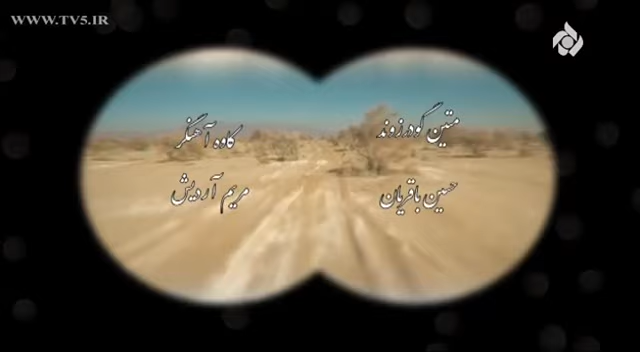 WWW.TV5.IR
متین گودرزوند
کاوه آهنگر
حسین باقریان
مریم آردیش